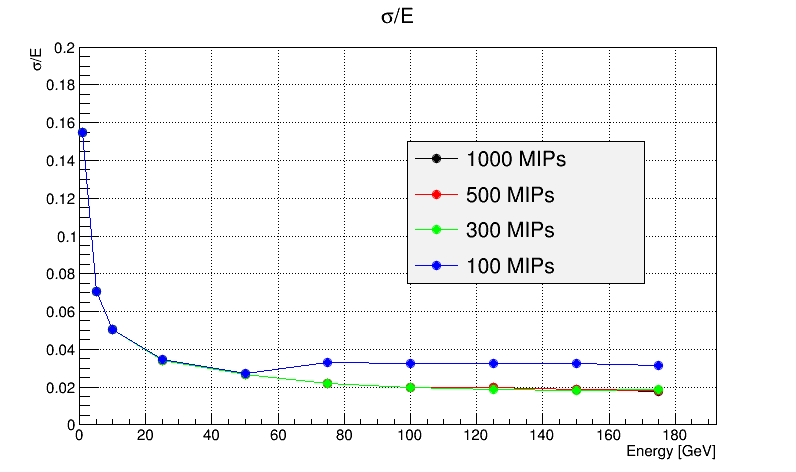 σ/E
σ/E
0.2
0.18
0.16
0.14
0.12
0.1
0.08
0.06
0.04
0.02
0
1000 MIPs
500 MIPs
300 MIPs
100 MIPs
0 20 40 60 80 100 120 140 160 180
Energy [GeV]